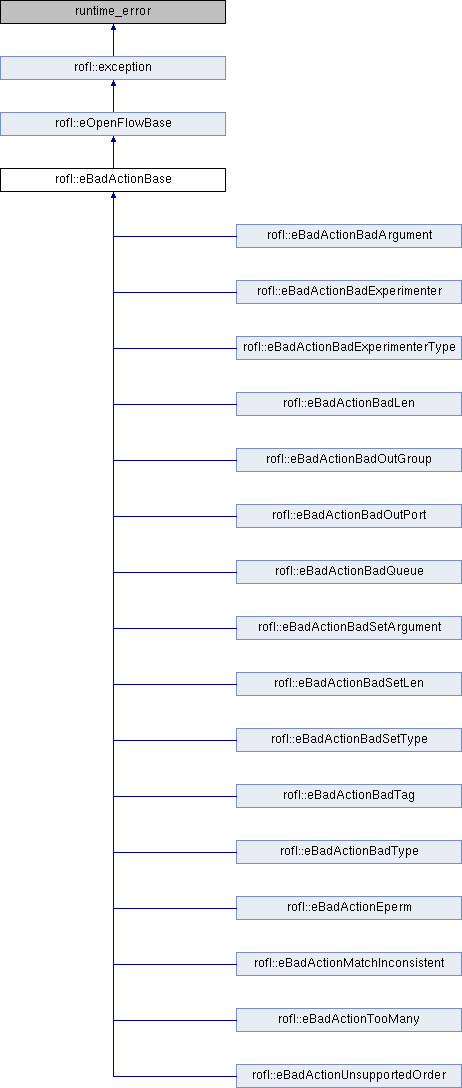 runtime_error
rofl::exception
rofl::eOpenFlowBase
rofl::eBadActionBase
rofl::eBadActionBadArgument
rofl::eBadActionBadExperimenter
rofl::eBadActionBadExperimenterType
rofl::eBadActionBadLen
rofl::eBadActionBadOutGroup
rofl::eBadActionBadOutPort
rofl::eBadActionBadQueue
rofl::eBadActionBadSetArgument
rofl::eBadActionBadSetLen
rofl::eBadActionBadSetType
rofl::eBadActionBadTag
rofl::eBadActionBadType
rofl::eBadActionEperm
rofl::eBadActionMatchInconsistent
rofl::eBadActionTooMany
rofl::eBadActionUnsupportedOrder